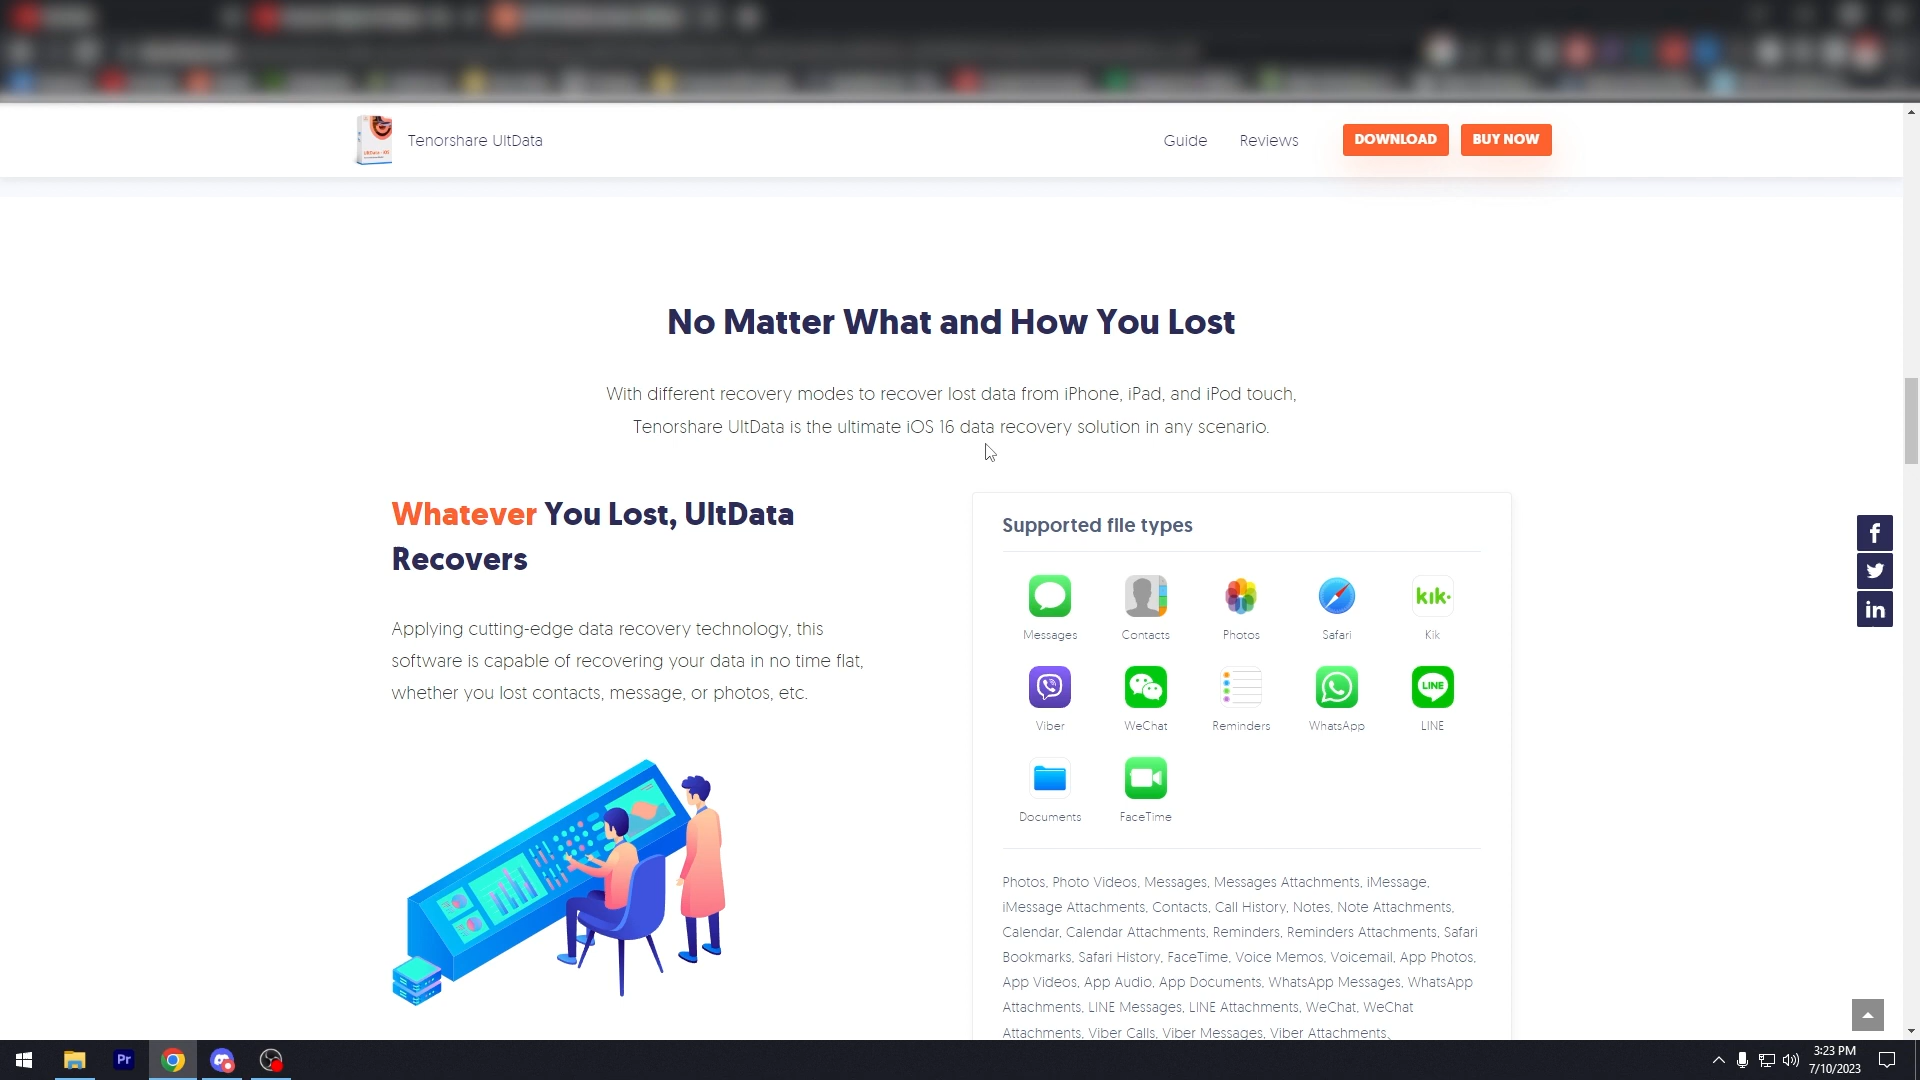 Tenorshare UltData
Guide
Reviews
DOWNLOAD
BUY NOW
No Matter What and How You Lost
With different recovery modes to recover lost data from iPhone, iPad, and iPod touch,
Tenorshare UltData is the ultimate iOS 16 data recovery solution in any scenario.
Whatever You Lost, UltData
Recovers
Applying cutting-edge data recovery technology, this
software is capable of recovering your data in no time flat,
whether you lost contacts, message, or photos, etc.
Supported file types
kik.
Messages
Contacts
Photos
Safari
Kik
LINE
Viber
WeChat
Reminders
WhatsApp
LINE
Documents
FaceTime
Photos, Photo Videos, Messages, Messages Attachments, iMessage,
iMessage Attachments, Contacts, Call History, Notes, Note Attachments,
Calendar, Calendar Attachments, Reminders, Reminders Attachments, Safari
Bookmarks, Safari History, FaceTime, Voice Memos, Voicemail, App Photos,
App Videos, App Audio, App Documents, WhatsApp Messages, WhatsApp
Attachments, LINE Messages, LINE Attachments, WeChat, WeChat
Attachments, Viber Calls, Viber Messages, Viber Attachments、
f
in
Pr
3:23 PM
7/10/2023